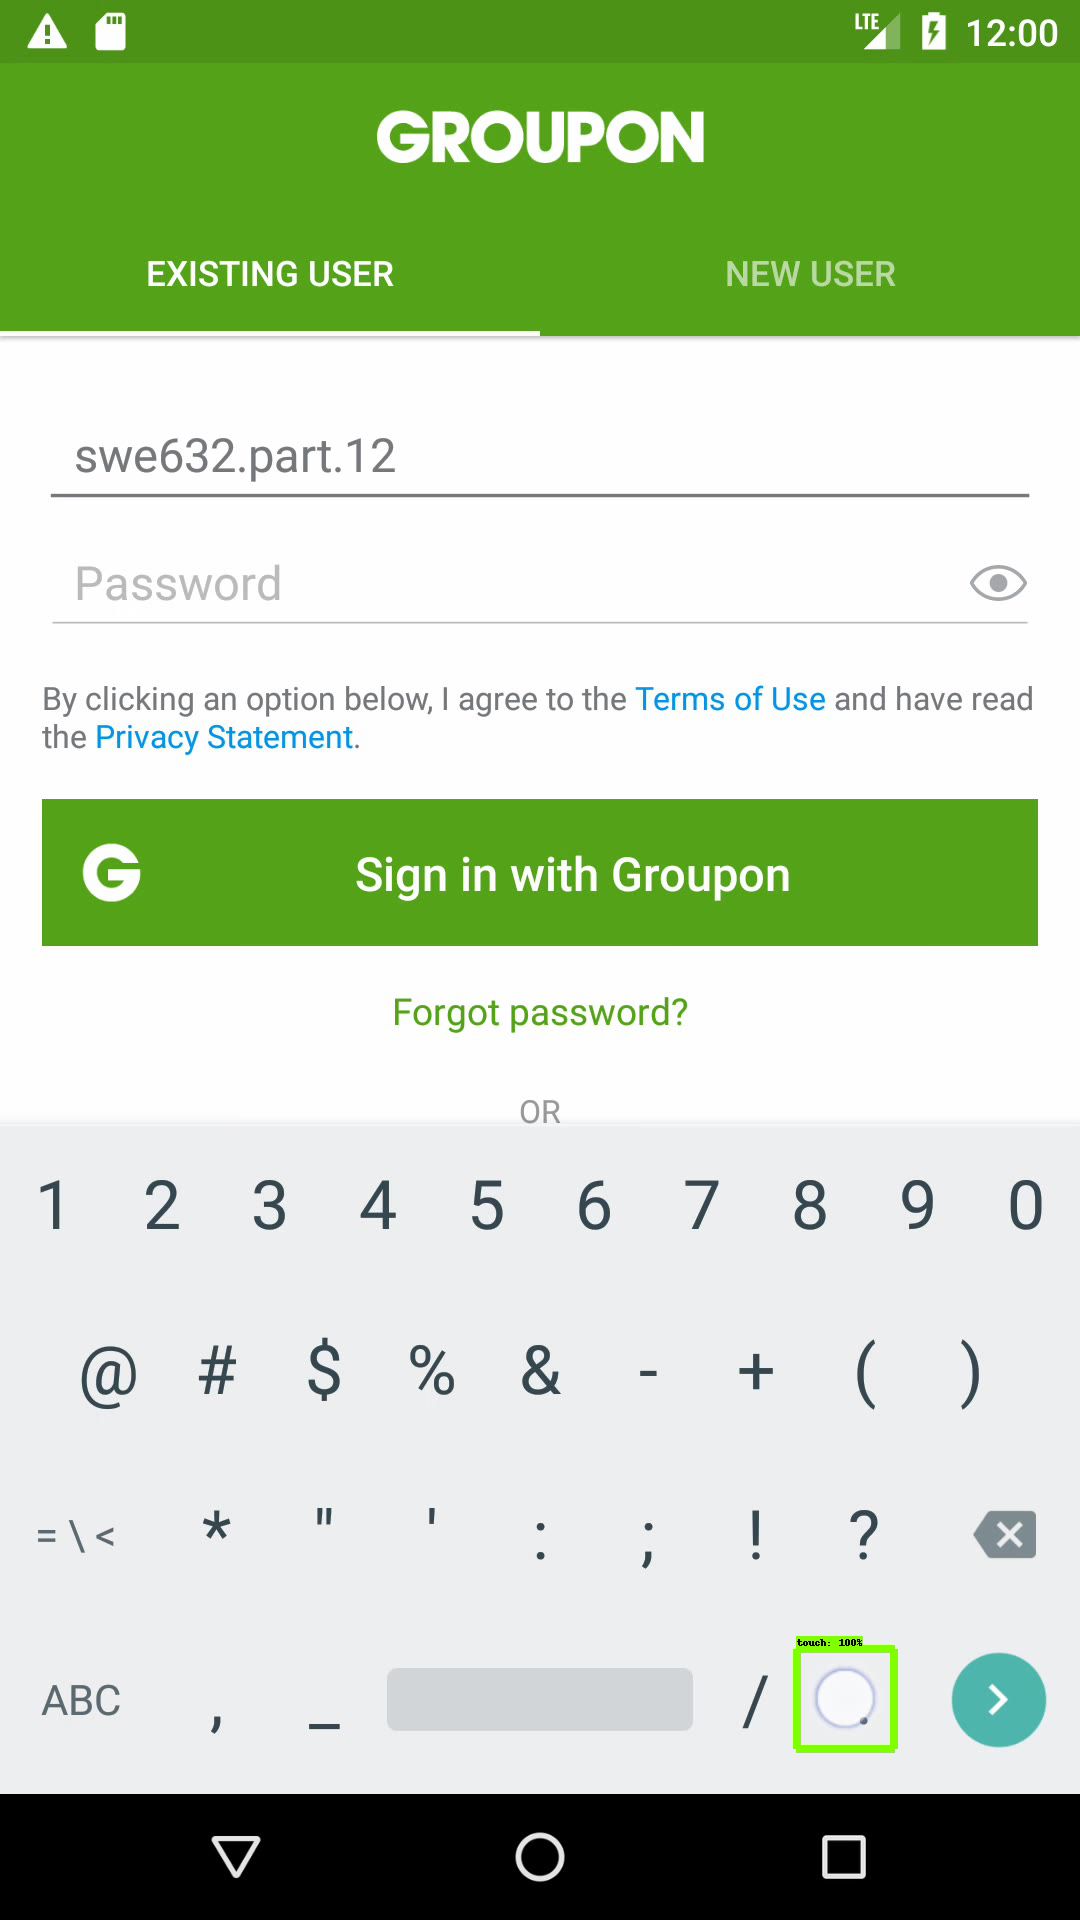 LTE 12:00
GROUPON
EXISTING USER NEW USER
swe632.part.12
Password
By clicking an option below, I agree to the Terms of Use and have read
the Privacy Statement.
G Sign in with Groupon
Forgot password?
OR
1 2 3 4 5 6 7 8 9 0
@ # $ % & - + ( )
= \ < * " ' : ; ! ?
touch: 100%
ABC , _ / .